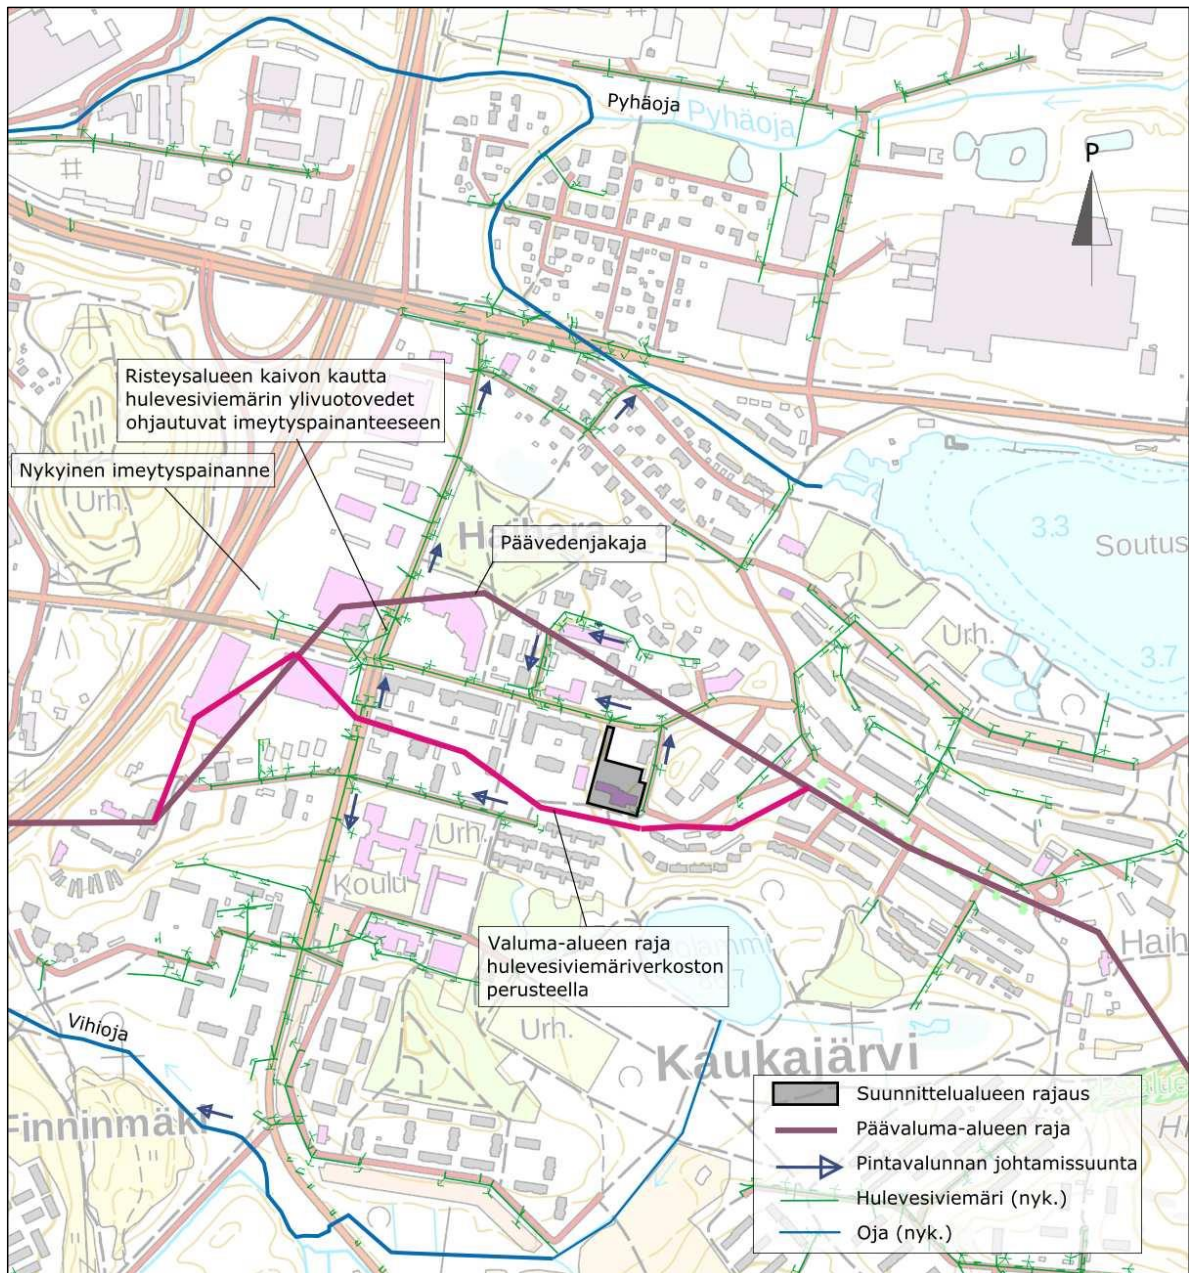 Pyhäoja
Pyhäoja
P
Risteysalueen kaivon kautta
hulevesiviemärin ylivuotovedet
ohjautuvat imeytyspainanteeseen
Nykyinen imeytyspainanne
Urh.
Haihara
Päävedenjakaja
3.3
Soutus
Urh.
3.7
Urh.
Koulu
Valuma-alueen raja
hulevesiviemäriverkoston
perusteella
Haih
Urh.
Vihioja
Kaukajärvi
Finninmäki
Suunnittelualueen rajaus
Päävaluma-alueen raja
Pintavalunnan johtamissuunta
Hulevesiviemäri (nyk.)
Oja (nyk.)